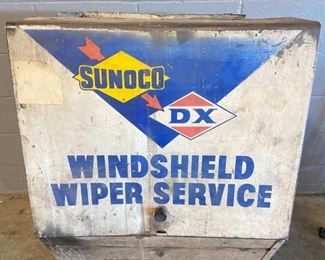 SUNOCO
DX
WINDSHIELD
WIPER SERVICE